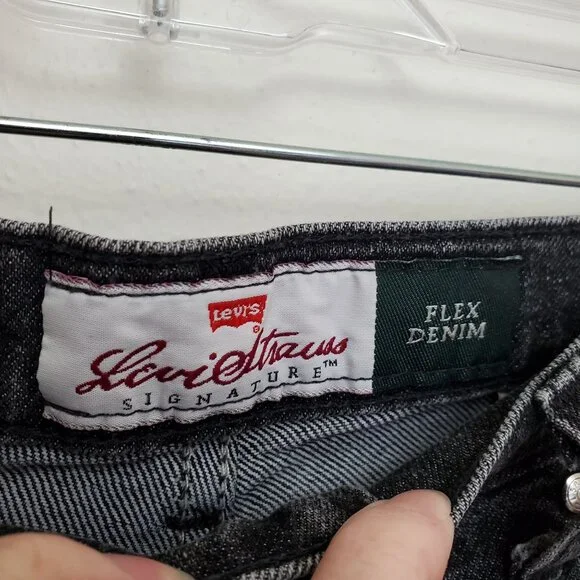 Levi's
®
Levi Strauss
SIGNATURE™
FLEX
DENIM